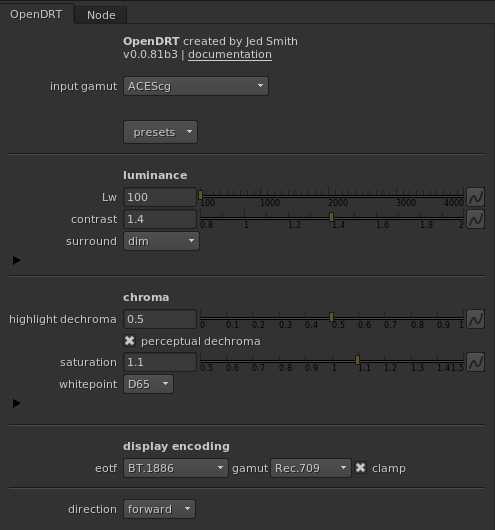 OpenDRT Node
OpenDRT created by Jed Smith
v0.0.81b3 | documentation
input gamut ACEScg
presets
luminance
Lw 100
100 1000 2000 3000 4000
contrast 1.4
0.8 1 1.2 1.4 1.6 1.8 2
surround dim
chroma
highlight dechroma 0.5
0 0.1 0.2 0.3 0.4 0.5 0.6 0.7 0.8 0.9 1
perceptual dechroma
saturation 1.1
0.5 0.6 0.7 0.8 0.9 1 1.1 1.2 1.3 1.4 1.5
whitepoint D65
display encoding
eotf BT.1886 gamut Rec.709 clamp
direction forward